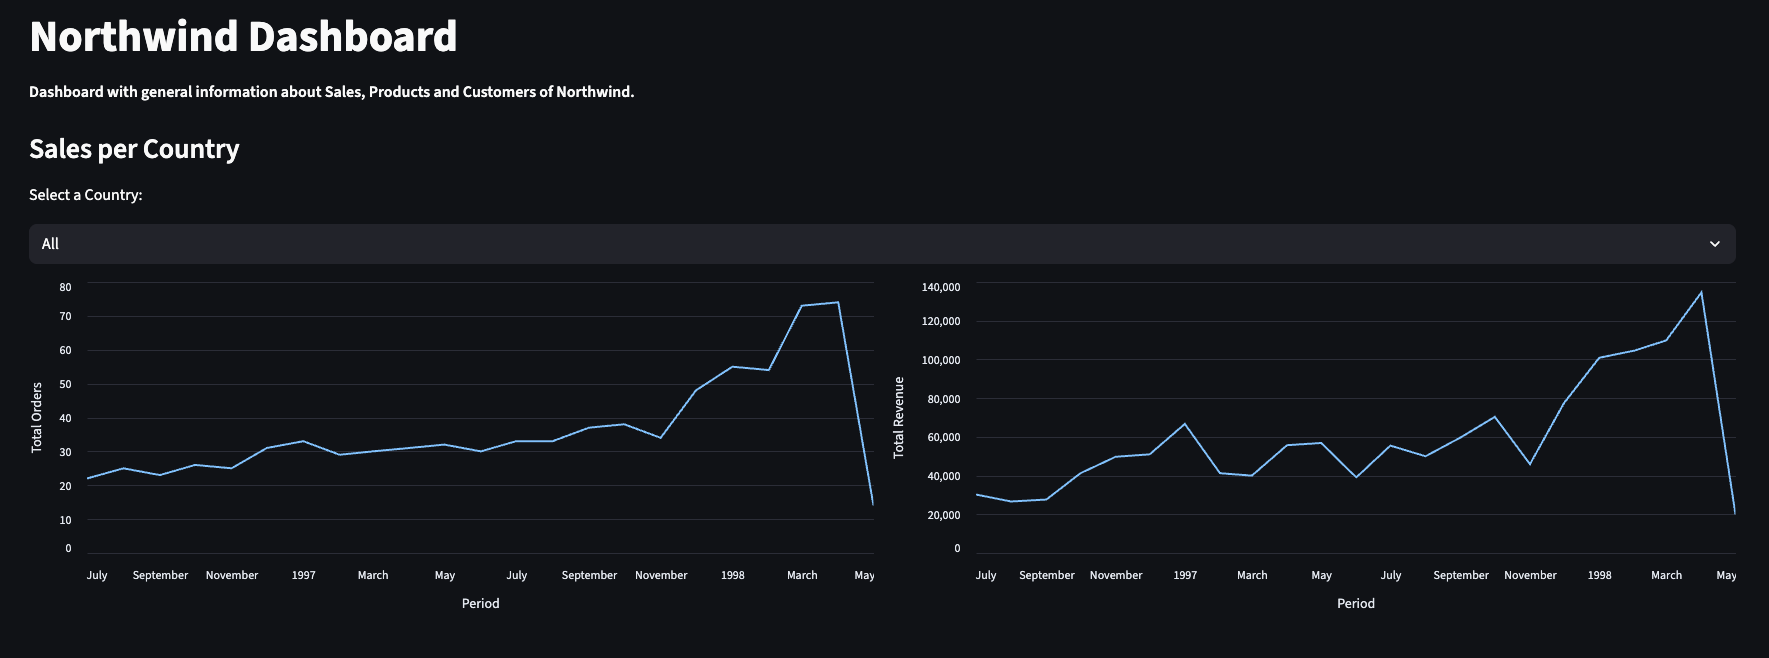 Northwind Dashboard
Dashboard with general information about Sales, Products and Customers of Northwind.
Sales per Country
Select a Country:
All
80
70
60
50
40
30
20
10
0
Total Orders
July September November 1997 March May July September November 1998 March May
Period
140,000
120,000
100,000
80,000
60,000
40,000
20,000
0
Total Revenue
July September November 1997 March May July September November 1998 March May
Period